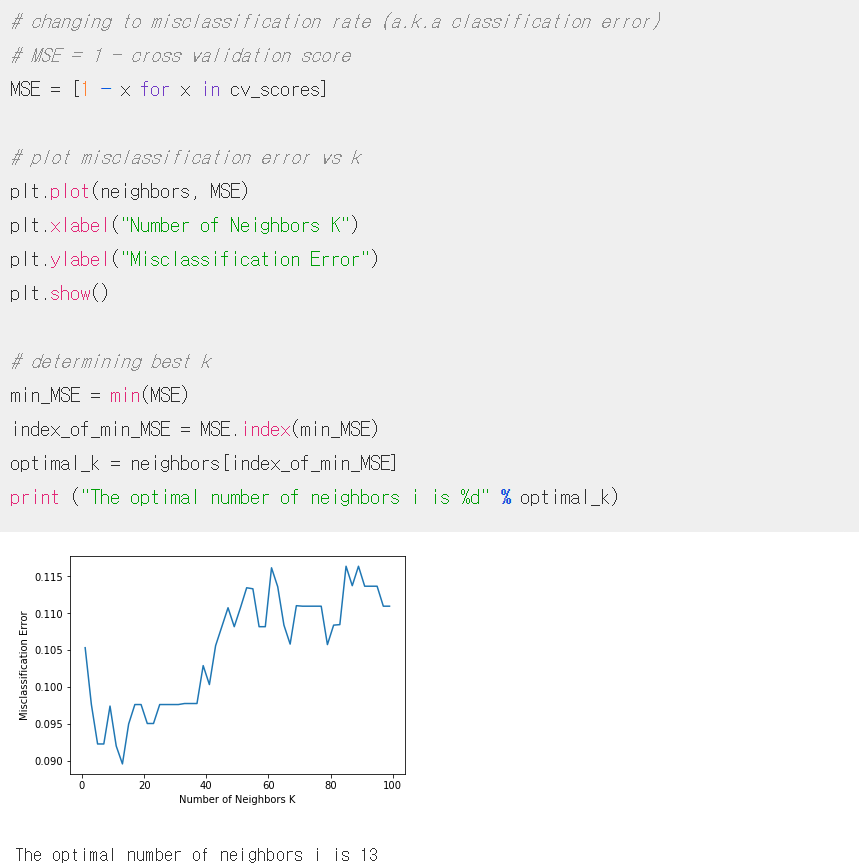 # changing to misclassification rate (a.k.a classification error)
# MSE = 1 - cross validation score
MSE = [1 - x for x in cv_scores]
# plot misclassification error vs k
plt.plot(neighbors, MSE)
plt.xlabel("Number of Neighbors K")
plt.ylabel("Misclassification Error")
plt.show()
# determining best k
min_MSE = min(MSE)
index_of_min_MSE = MSE.index(min_MSE)
optimal_k = neighbors[index_of_min_MSE]
print ("The optimal number of neighbors i is %d" % optimal_k)
Misclassification Error
0.115
0.110
0.105
0.100
0.095
0.090
0 20 40 60 80 100
Number of Neighbors K
The optimal number of neighbors i is 13